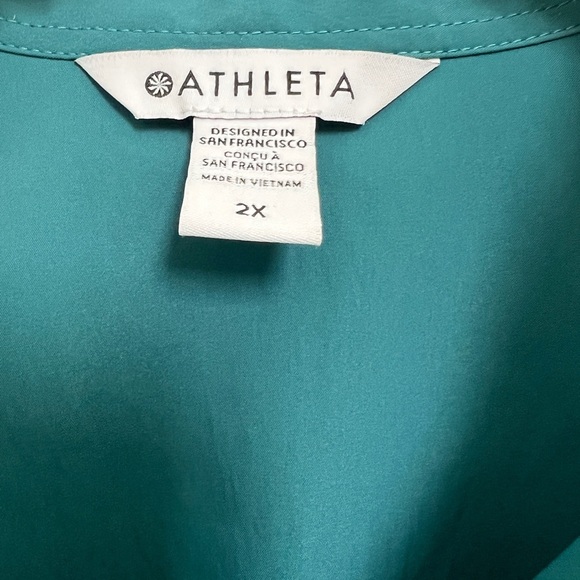 ATHLETA
DESIGNED IN
SAN FRANCISCO
CONÇU À
SAN FRANCISCO
MADE IN VIETNAM
2X